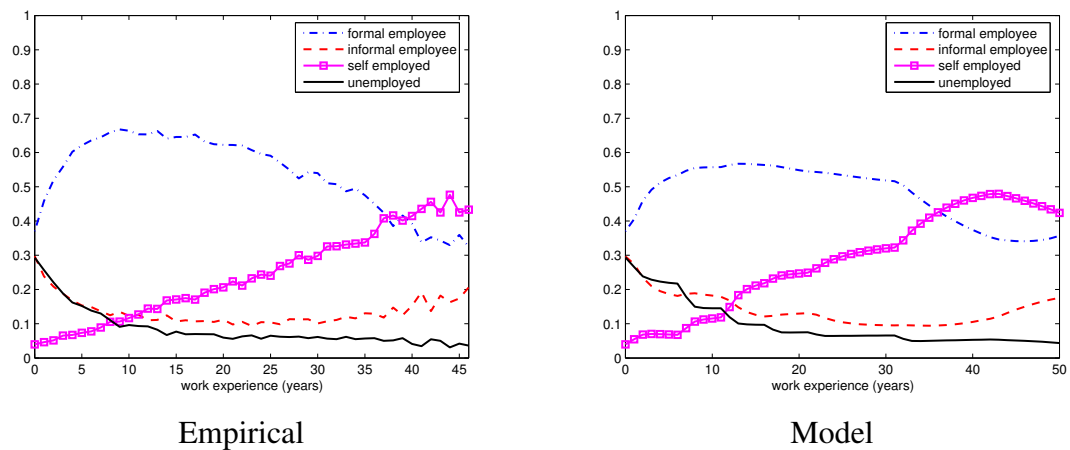 1
0.9
0.8
0.7
0.6
0.5
0.4
0.3
0.2
0.1
0
0 5 10 15 20 25 30 35 40 45
work experience (years)
formal employee
informal employee
self employed
unemployed
Empirical
1
0.9
0.8
0.7
0.6
0.5
0.4
0.3
0.2
0.1
0
0 10 20 30 40 50
work experience (years)
formal employee
informal employee
self employed
unemployed
Model